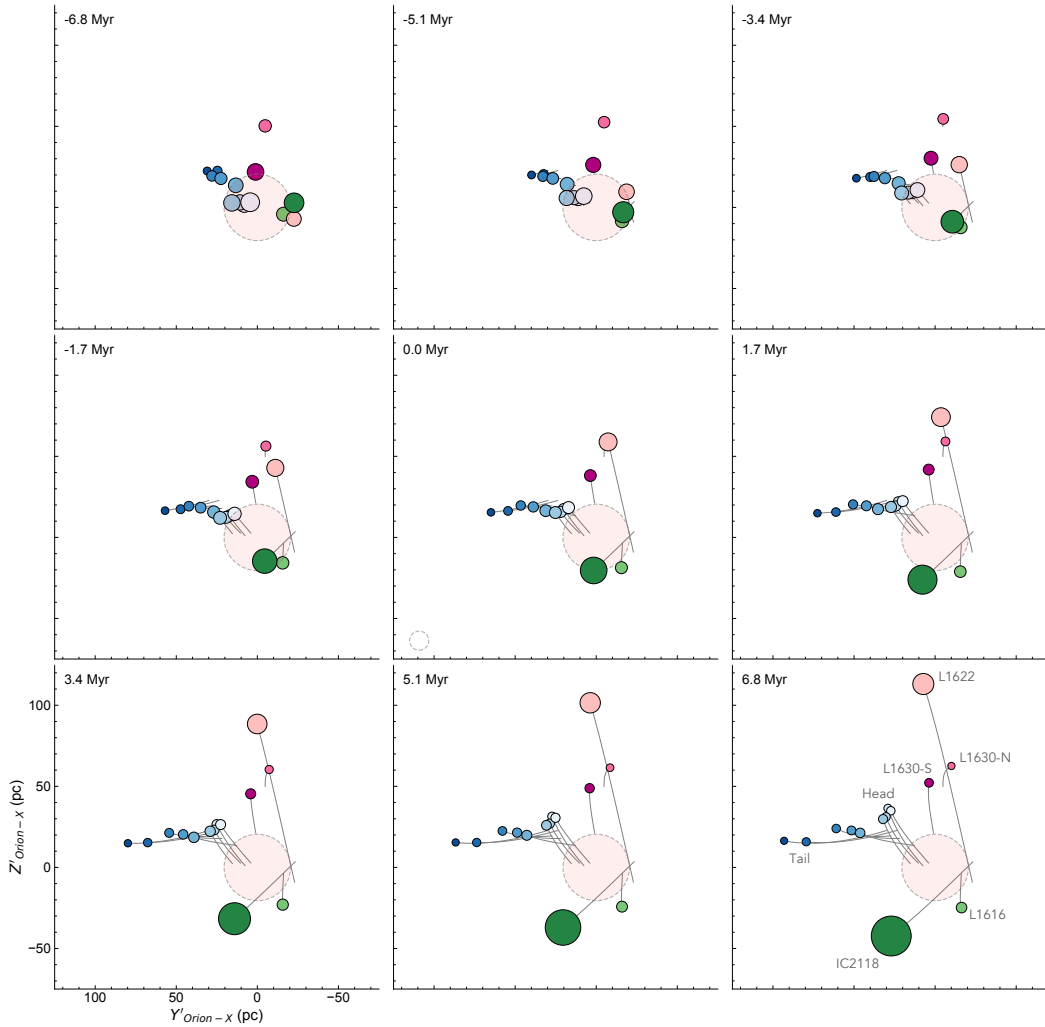 -6.8 Myr
-5.1 Myr
-3.4 Myr
-1.7 Myr
0.0 Myr
1.7 Myr
3.4 Myr
5.1 Myr
6.8 Myr
L1622
L1630-N
L1630-S
Head
Tail
L1616
IC2118
100
50
0
−50
Z′Orion−X (pc)
100 50 0 −50
Y′Orion−X (pc)